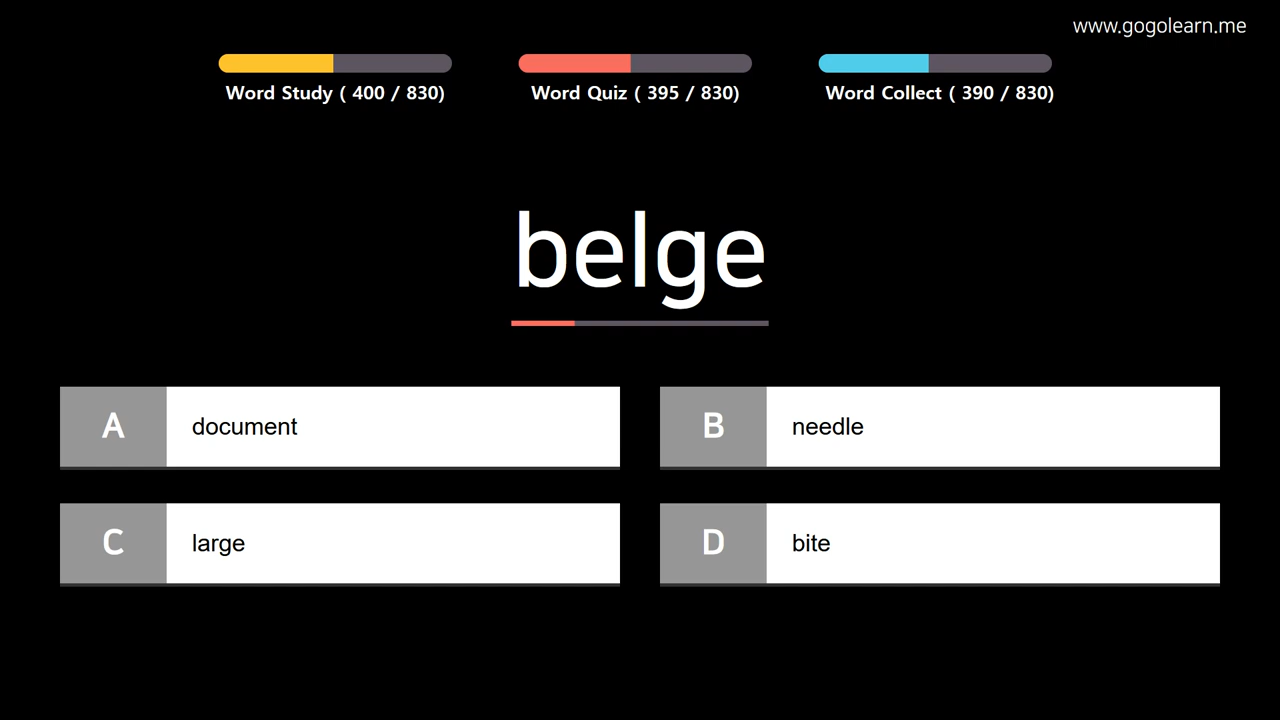 www.gogolearn.me
Word Study ( 400 / 830)
Word Quiz ( 395 / 830)
Word Collect ( 390 / 830)
belge
A document
B needle
C large
D bite